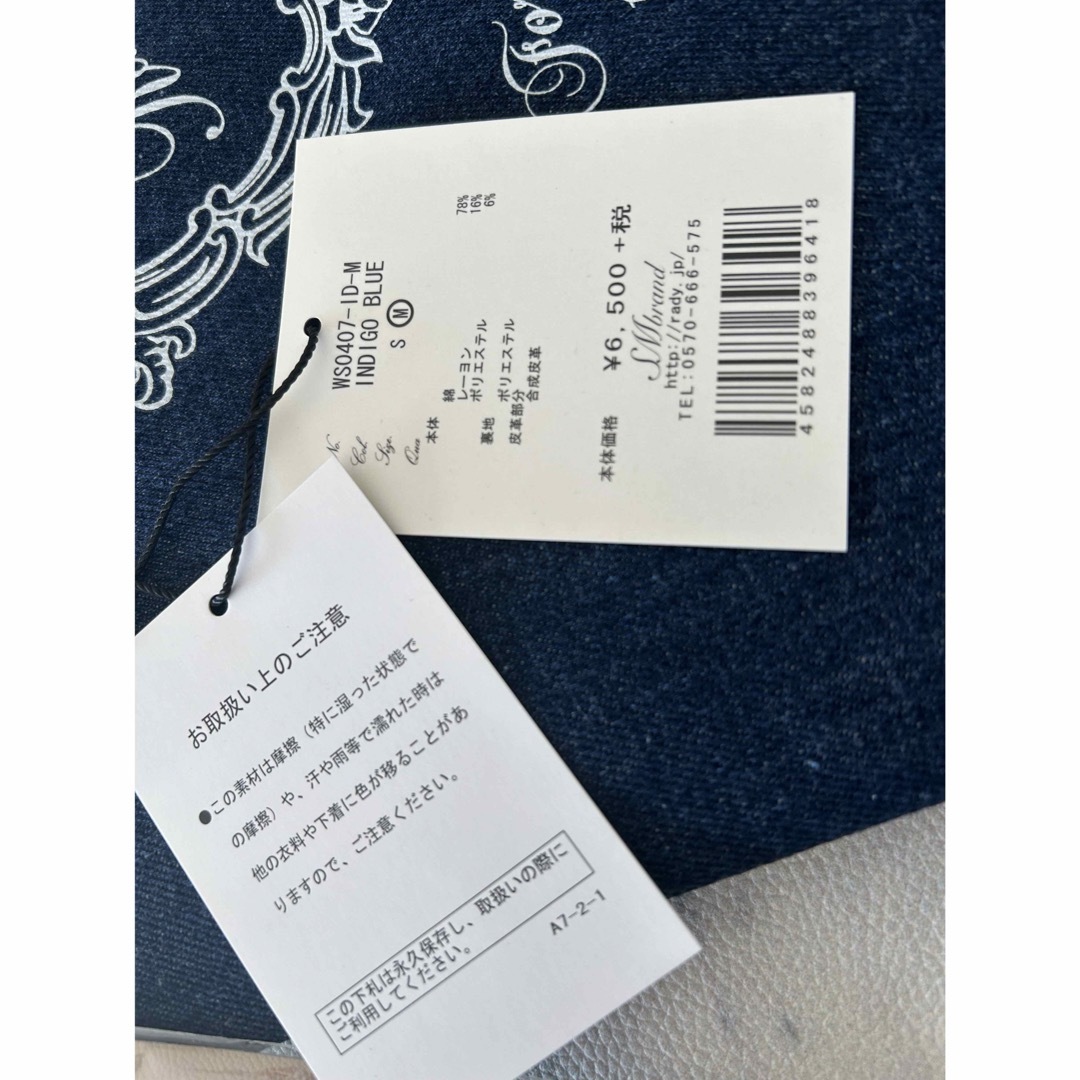 WS0407-ID-M
INDIGO BLUE
S Ⓜ
No.
Col.
Size.
Qua
本体
綿 78%
レーヨン 16%
ポリエステル 6%
裏地 ポリエステル
皮革部分 合成皮革
本体価格 ¥6,500 +税
LMbrand
http://rady.jp/
TEL:0570-666-575
4582488396418
お取扱い上のご注意
●この素材は摩擦（特に湿った状態で
の摩擦）や、汗や雨等で濡れた時は
他の衣料や下着に色が移ることがあ
りますので、ご注意ください。
この下札は永久保存し、取扱いの際に
ご利用してください。
A7-2-1